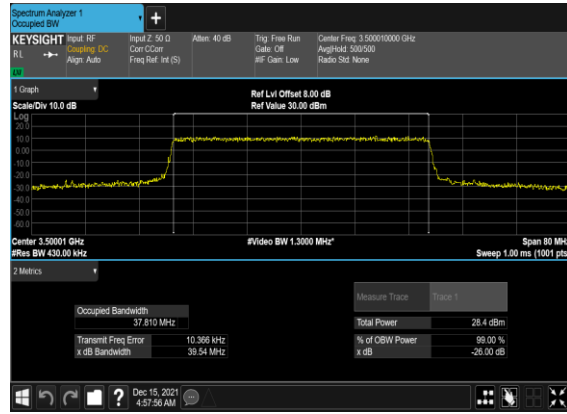 Spectrum Analyzer 1
Occupied BW
+
KEYSIGHT Input: RF Input Z: 50 Ω Atten: 40 dB Trig: Free Run Center Freq: 3.500010000 GHz
RL Coupling: DC Corr CCorr Gate: Off Avg|Hold: 500/500
Align: Auto Freq Ref: Int (S) #IF Gain: Low Radio Std: None
LW
1 Graph Ref Lvl Offset 8.00 dB
Scale/Div 10.0 dB Ref Value 30.00 dBm
Log
20.0
10.0
0.00
-10.0
-20.0
-30.0
-40.0
-50.0
-60.0
Center 3.50001 GHz #Video BW 1.3000 MHz* Span 80 MHz
#Res BW 430.00 kHz Sweep 1.00 ms (1001 pts)
2 Metrics
Measure Trace Trace 1
Occupied Bandwidth
37.810 MHz Total Power 28.4 dBm
Transmit Freq Error 10.366 kHz % of OBW Power 99.00 %
x dB Bandwidth 39.54 MHz x dB -26.00 dB
? Dec 15, 2021
4:57:56 AM